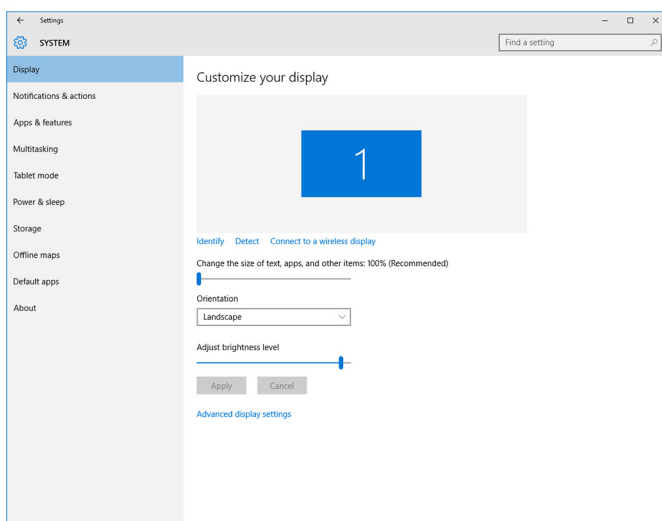 Settings
SYSTEM
Find a setting
Display
Notifications & actions
Apps & features
Multitasking
Tablet mode
Power & sleep
Storage
Offline maps
Default apps
About
Customize your display
1
Identify Detect Connect to a wireless display
Change the size of text, apps, and other items: 100% (Recommended)
Orientation
Landscape
Adjust brightness level
Apply Cancel
Advanced display settings